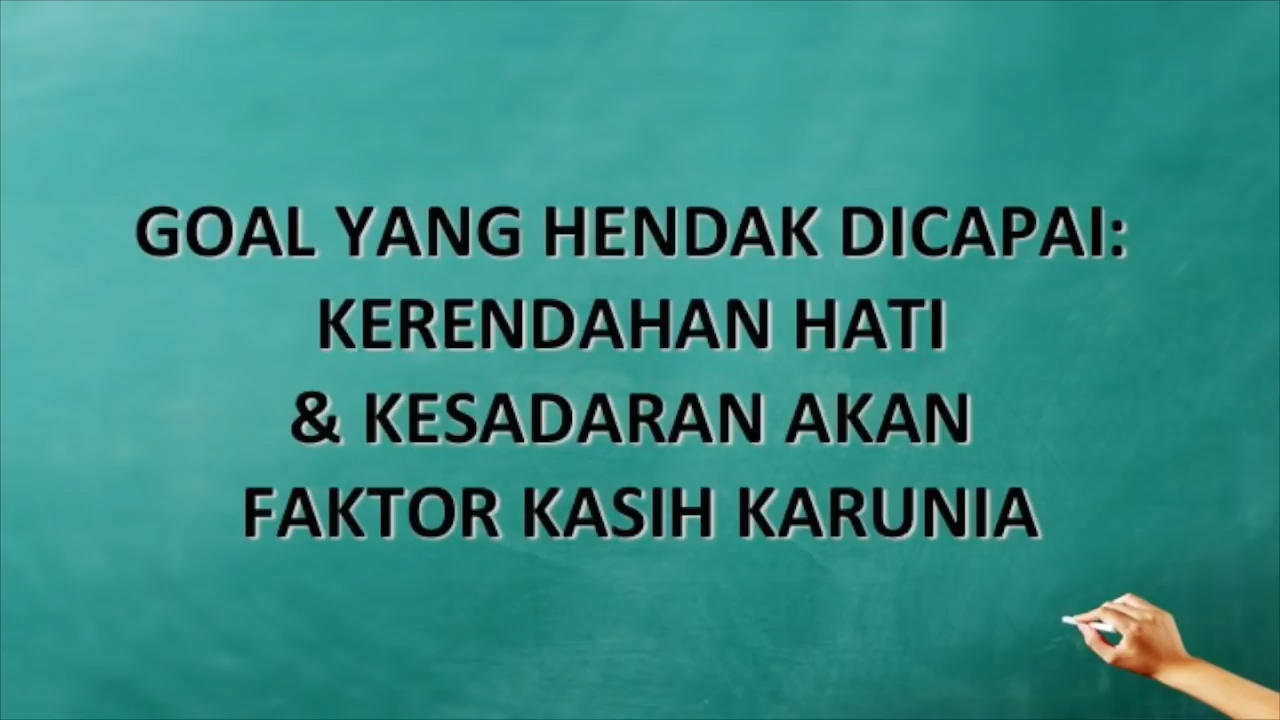 GOAL YANG HENDAK DICAPAI:
KERENDAHAN HATI
& KESADARAN AKAN
FAKTOR KASIH KARUNIA